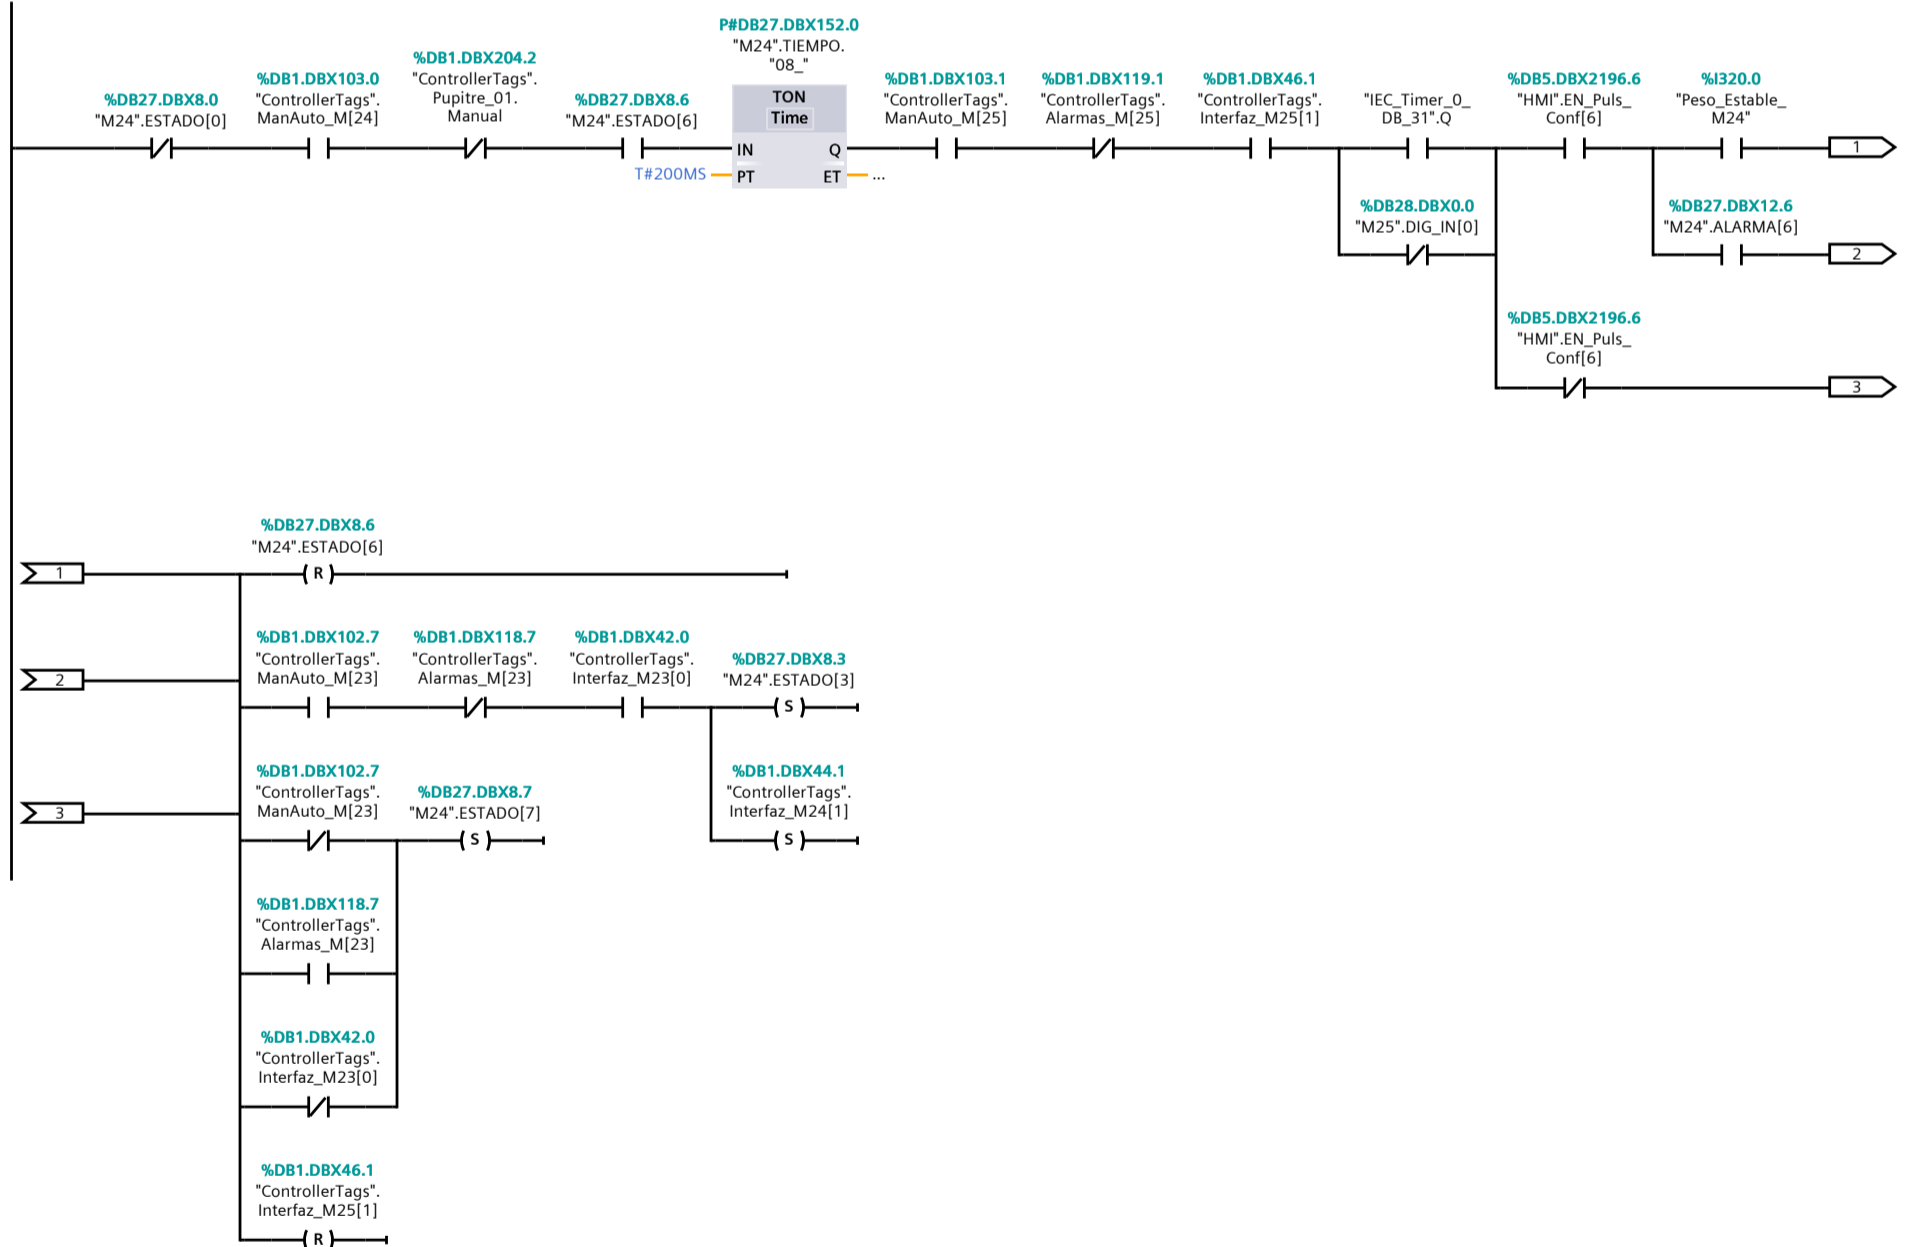 P#DB27.DBX152.0
"M24".TIEMPO.
"08_"
%DB27.DBX8.0
"M24".ESTADO[0]
%DB1.DBX103.0
"ControllerTags".
ManAuto_M[24]
%DB1.DBX204.2
"ControllerTags".
Pupitre_01.
Manual
%DB27.DBX8.6
"M24".ESTADO[6]
TON
Time
IN
Q
T#200MS
PT
ET
...
%DB1.DBX103.1
"ControllerTags".
ManAuto_M[25]
%DB1.DBX119.1
"ControllerTags".
Alarmas_M[25]
%DB1.DBX46.1
"ControllerTags".
Interfaz_M25[1]
"IEC_Timer_0_
DB_31".Q
%DB5.DBX2196.6
"HMI".EN_Puls_
Conf[6]
%I320.0
"Peso_Estable_
M24"
1
%DB28.DBX0.0
"M25".DIG_IN[0]
%DB27.DBX12.6
"M24".ALARMA[6]
2
%DB5.DBX2196.6
"HMI".EN_Puls_
Conf[6]
3
%DB27.DBX8.6
"M24".ESTADO[6]
1
R
%DB1.DBX102.7
"ControllerTags".
ManAuto_M[23]
%DB1.DBX118.7
"ControllerTags".
Alarmas_M[23]
%DB1.DBX42.0
"ControllerTags".
Interfaz_M23[0]
%DB27.DBX8.3
"M24".ESTADO[3]
2
S
%DB1.DBX102.7
"ControllerTags".
ManAuto_M[23]
%DB27.DBX8.7
"M24".ESTADO[7]
%DB1.DBX44.1
"ControllerTags".
Interfaz_M24[1]
3
S
S
%DB1.DBX118.7
"ControllerTags".
Alarmas_M[23]
%DB1.DBX42.0
"ControllerTags".
Interfaz_M23[0]
%DB1.DBX46.1
"ControllerTags".
Interfaz_M25[1]
R